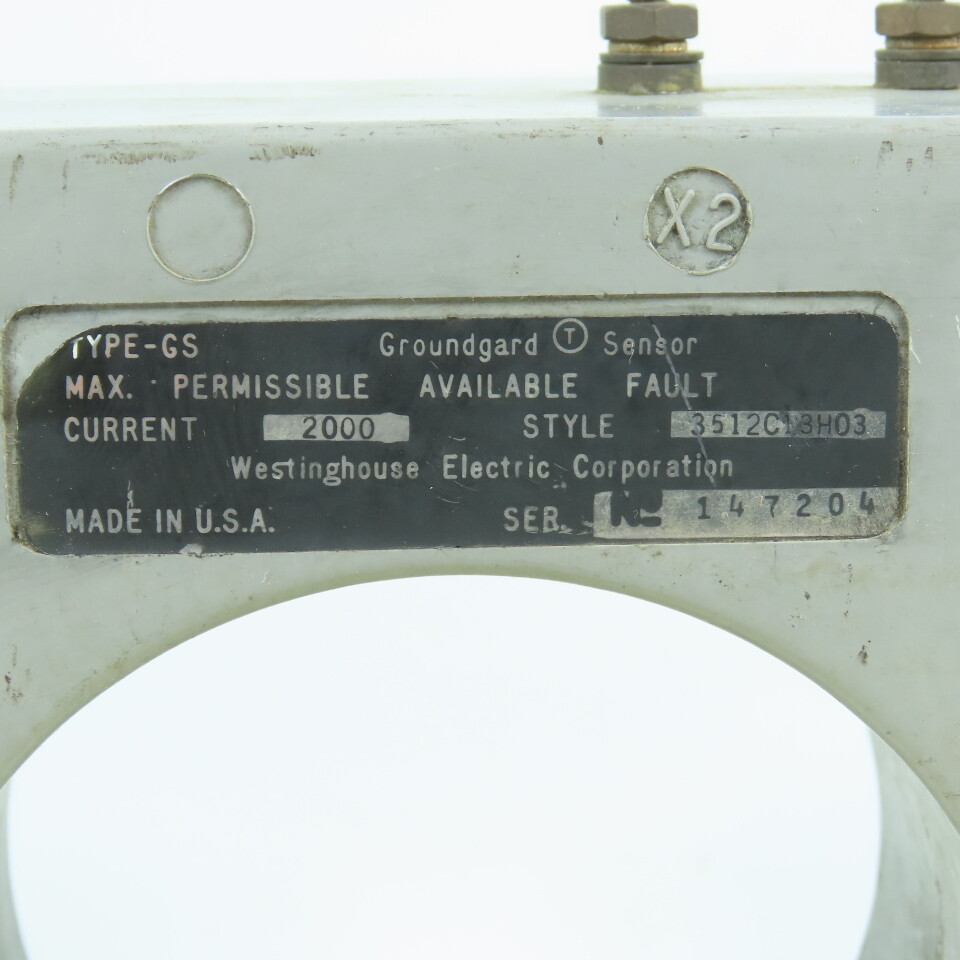 X2
TYPE-GS Groundgard Ⓣ Sensor
MAX. PERMISSIBLE AVAILABLE FAULT
CURRENT 2000 STYLE 3512C13H03
Westinghouse Electric Corporation
MADE IN U.S.A. SER. 147204